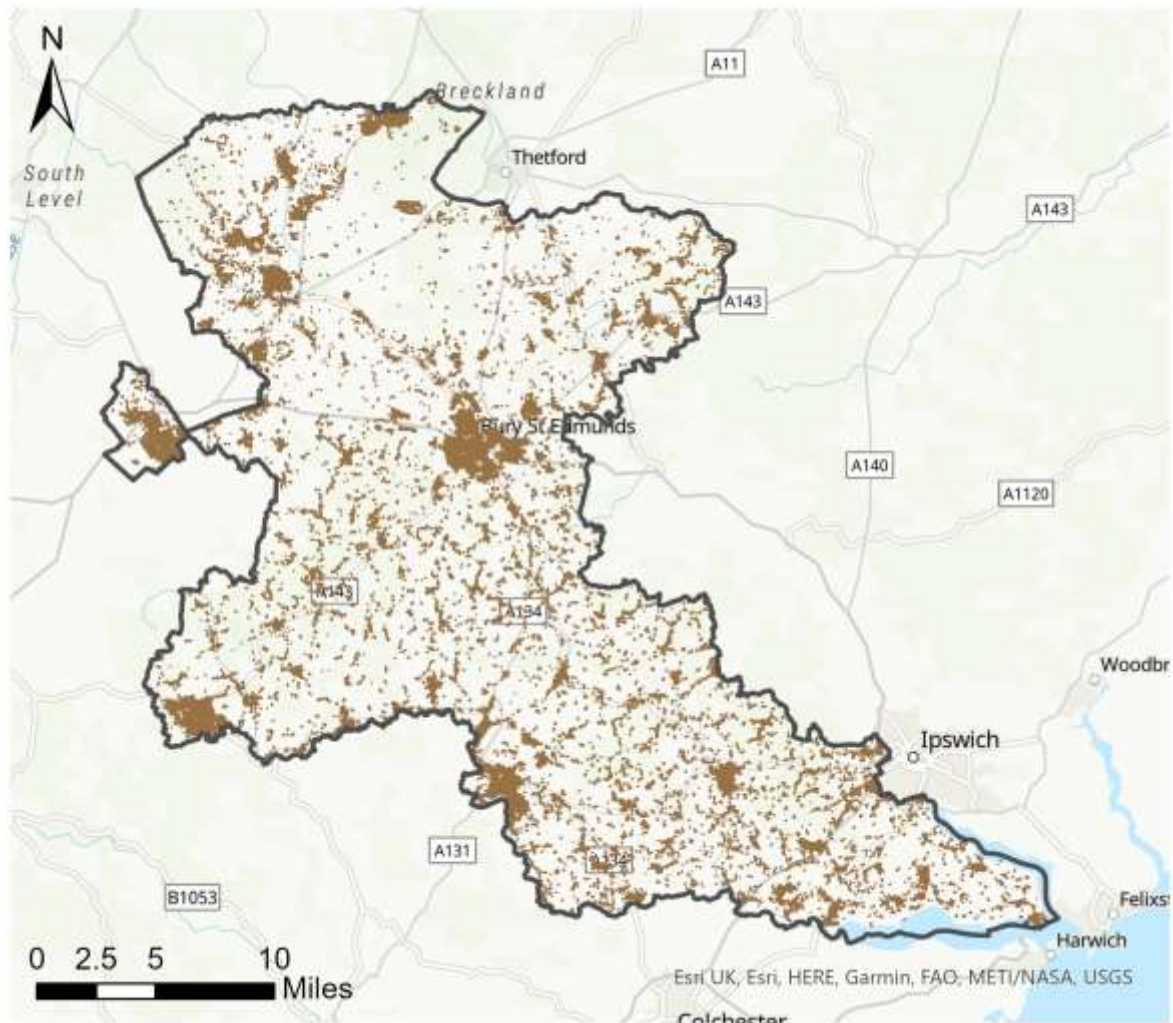 N
A11
Breckland
Thetford
South
Level
A143
A143
Bury St Edmunds
A140
A1120
A143
A134
Woodbr
Ipswich
A131
A134
B1053
Felixst
Harwich
0 2.5 5 10
Miles
Esri UK, Esri, HERE, Garmin, FAO, METI/NASA, USGS
Colchester